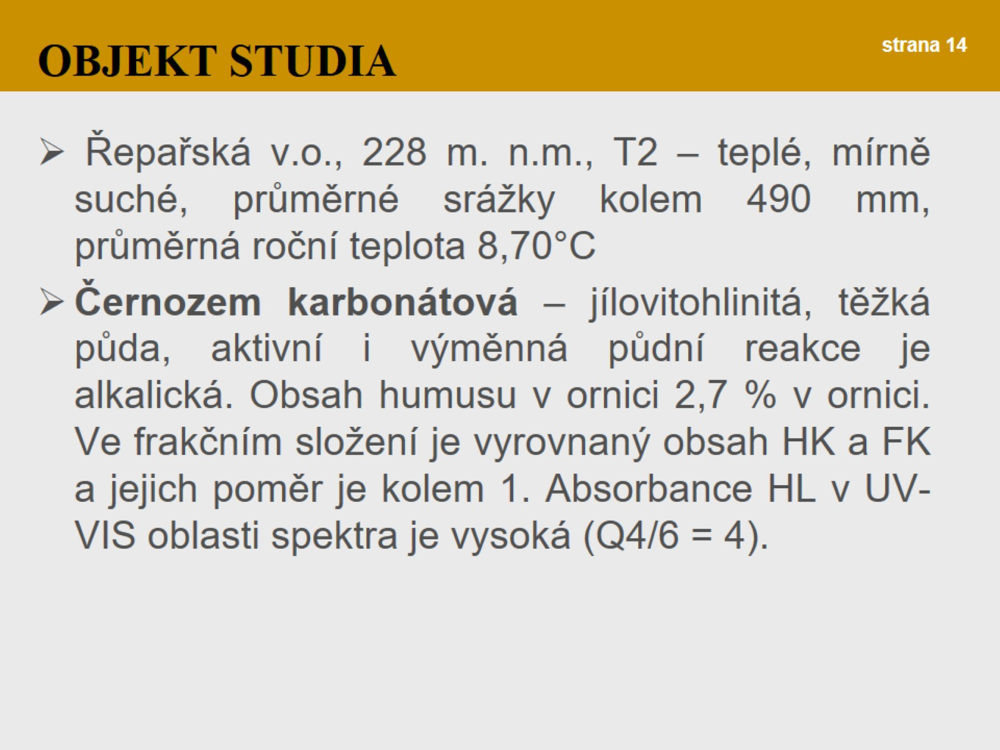 OBJEKT STUDIA
strana 14
➢ Řepařská v.o., 228 m. n.m., T2 – teplé, mírně
suché, průměrné srážky kolem 490 mm,
průměrná roční teplota 8,70°C
➢ Černozem karbonátová – jílovitohlinitá, těžká
půda, aktivní i výměnná půdní reakce je
alkalická. Obsah humusu v ornici 2,7 % v ornici.
Ve frakčním složení je vyrovnaný obsah HK a FK
a jejich poměr je kolem 1. Absorbance HL v UV-
VIS oblasti spektra je vysoká (Q4/6 = 4).